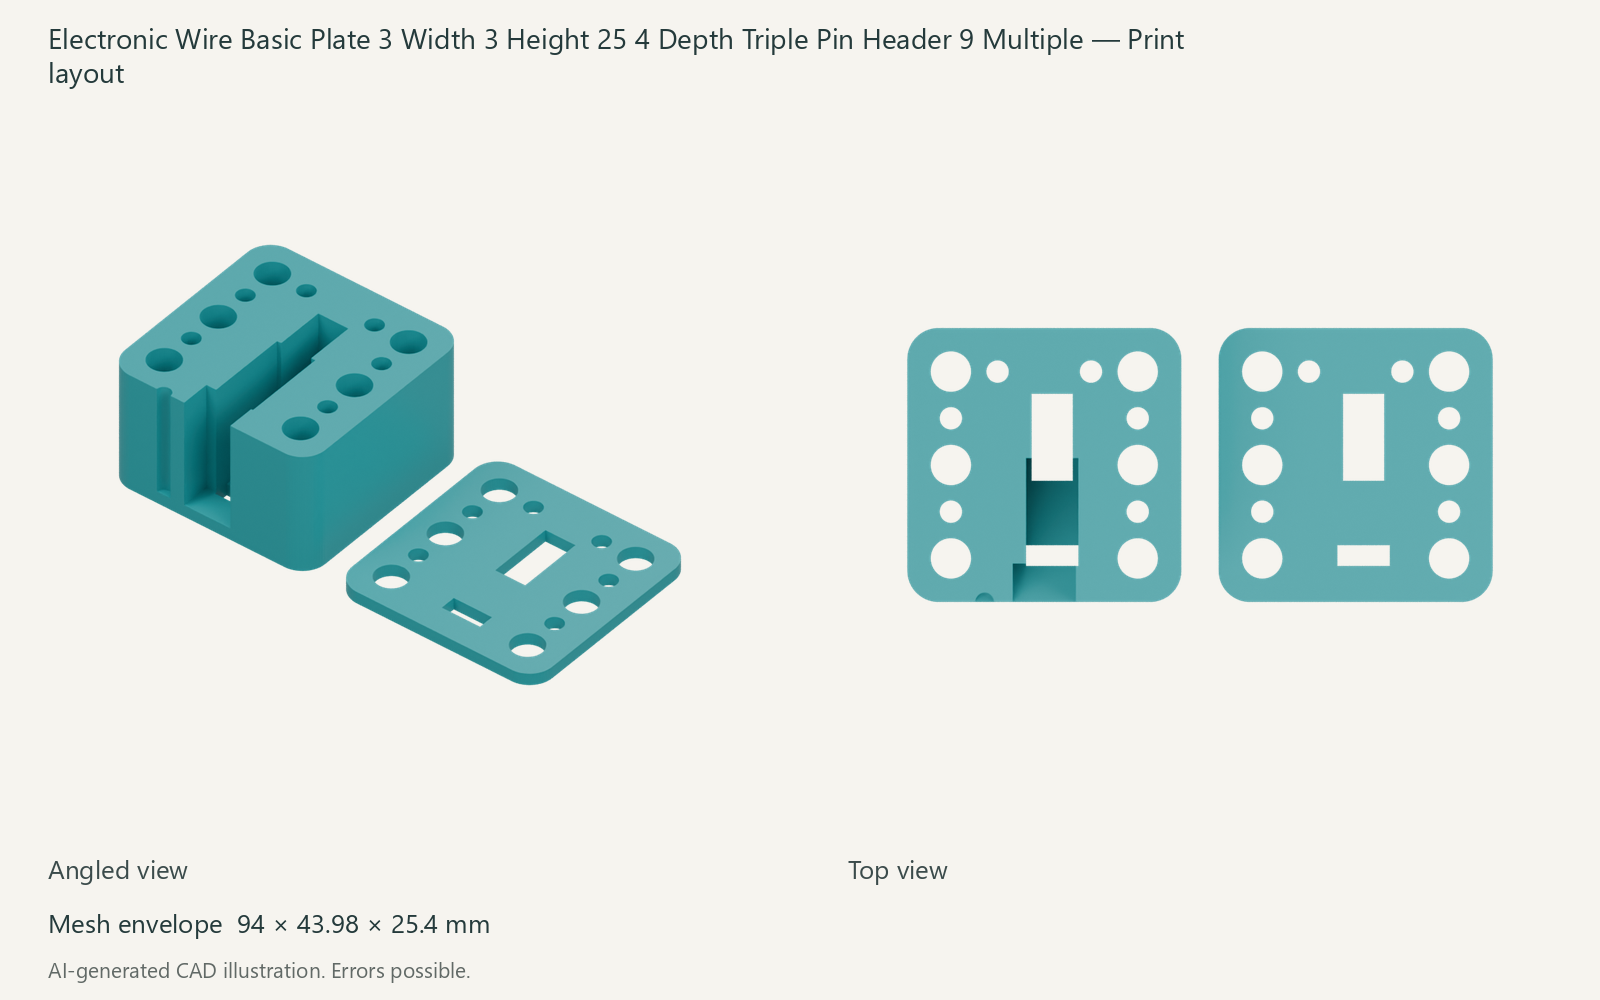 Electronic Wire Basic Plate 3 Width 3 Height 25 4 Depth Triple Pin Header 9 Multiple — Print
layout
Angled view
Top view
Mesh envelope  94 × 43.98 × 25.4 mm
AI-generated CAD illustration. Errors possible.